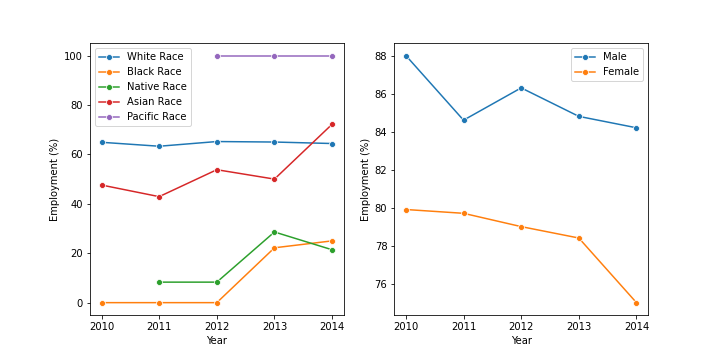 100
80
60
40
20
0
Employment (%)
White Race
Black Race
Native Race
Asian Race
Pacific Race
2010 2011 2012 2013 2014
Year
88
86
84
82
80
78
76
Employment (%)
Male
Female
2010 2011 2012 2013 2014
Year